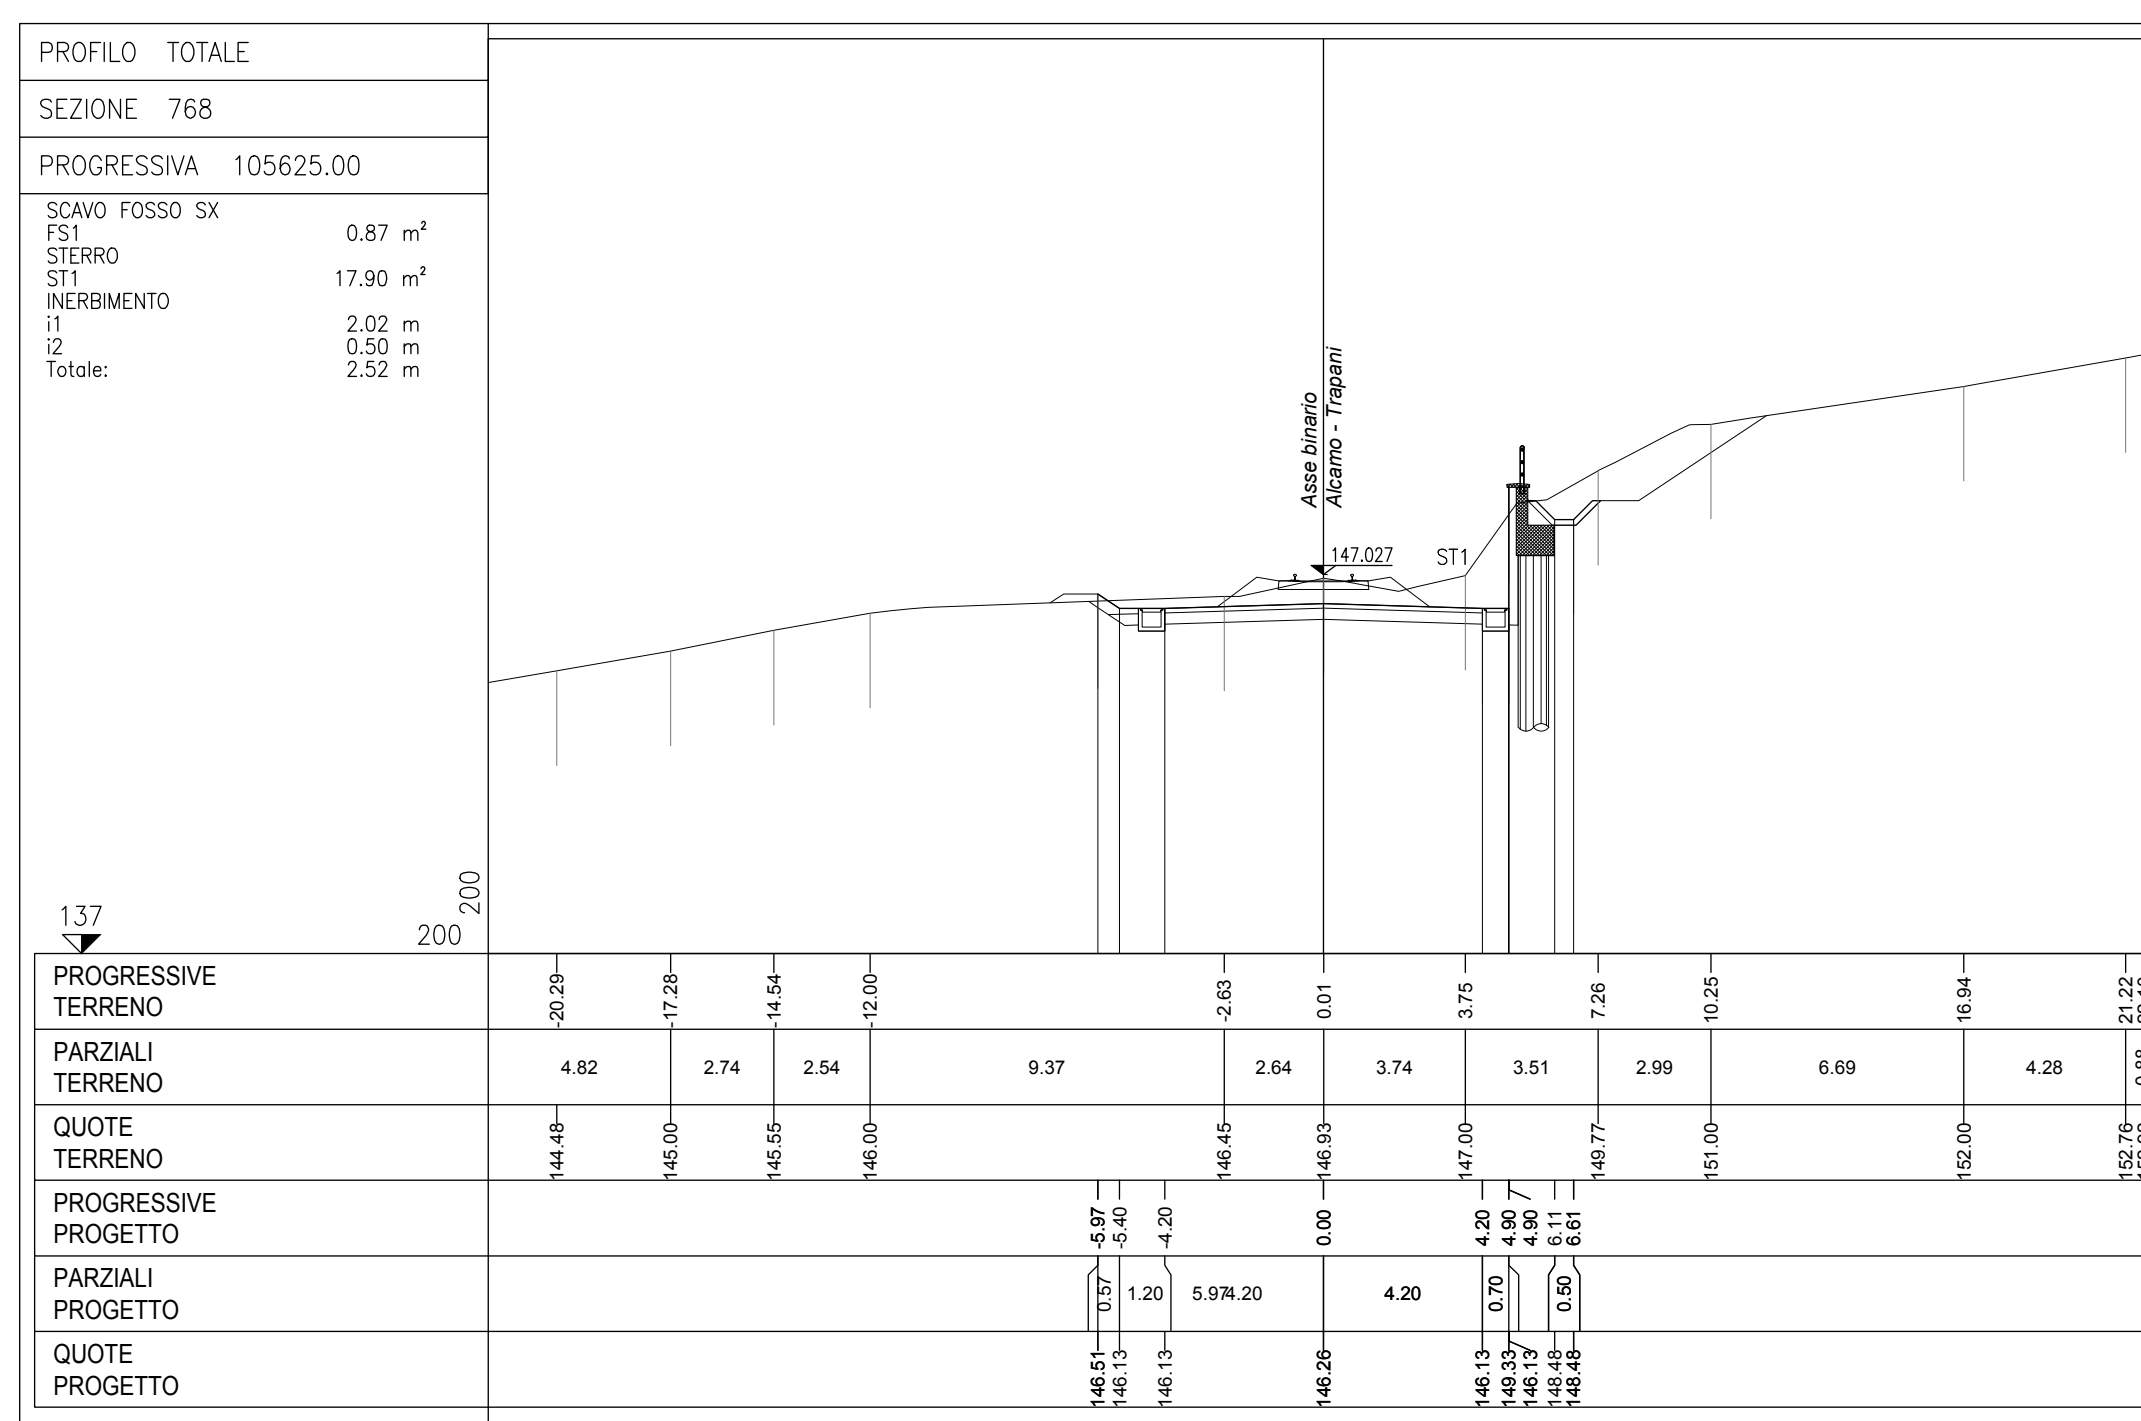 PROFILO TOTALE
SEZIONE 768
PROGRESSIVA 105625.00
SCAVO FOSSO SX
FS1 0.87 m²
STERRO
ST1 17.90 m²
INERBIMENTO
i1 2.02 m
i2 0.50 m
Totale: 2.52 m
Asse binario
Alcamo - Trapani
147.027
ST1
200
137
200
PROGRESSIVE
TERRENO
-20.29 -17.28 -14.54 -12.00 -2.63 0.01 3.75 7.26 10.25 16.94 21.22
PARZIALI
TERRENO
4.82 2.74 2.54 9.37 2.64 3.74 3.51 2.99 6.69 4.28 0.88
QUOTE
TERRENO
144.48 145.00 145.55 146.00 146.45 146.93 147.00 149.77 151.00 152.00 152.76
PROGRESSIVE
PROGETTO
-5.97 -5.40 -4.20 0.00 4.20 4.90 4.90 6.11 6.61
PARZIALI
PROGETTO
0.57 1.20 5.97 4.20 4.20 0.70 0.50
QUOTE
PROGETTO
146.51 146.13 146.13 146.26 146.13 149.33 146.13 148.48 148.48